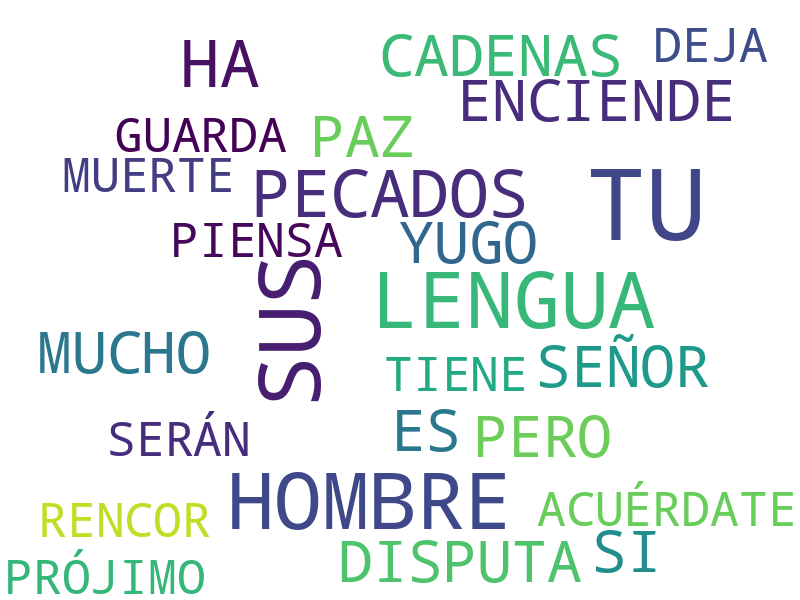 HA
CADENAS
DEJA
ENCIENDE
GUARDA
PAZ
MUERTE
PECADOS
TU
PIENSA
YUGO
SUS
LENGUA
MUCHO
TIENE
SEÑOR
SERÁN
ES
PERO
HOMBRE
RENCOR
ACUÉRDATE
DISPUTA
SI
PRÓJIMO